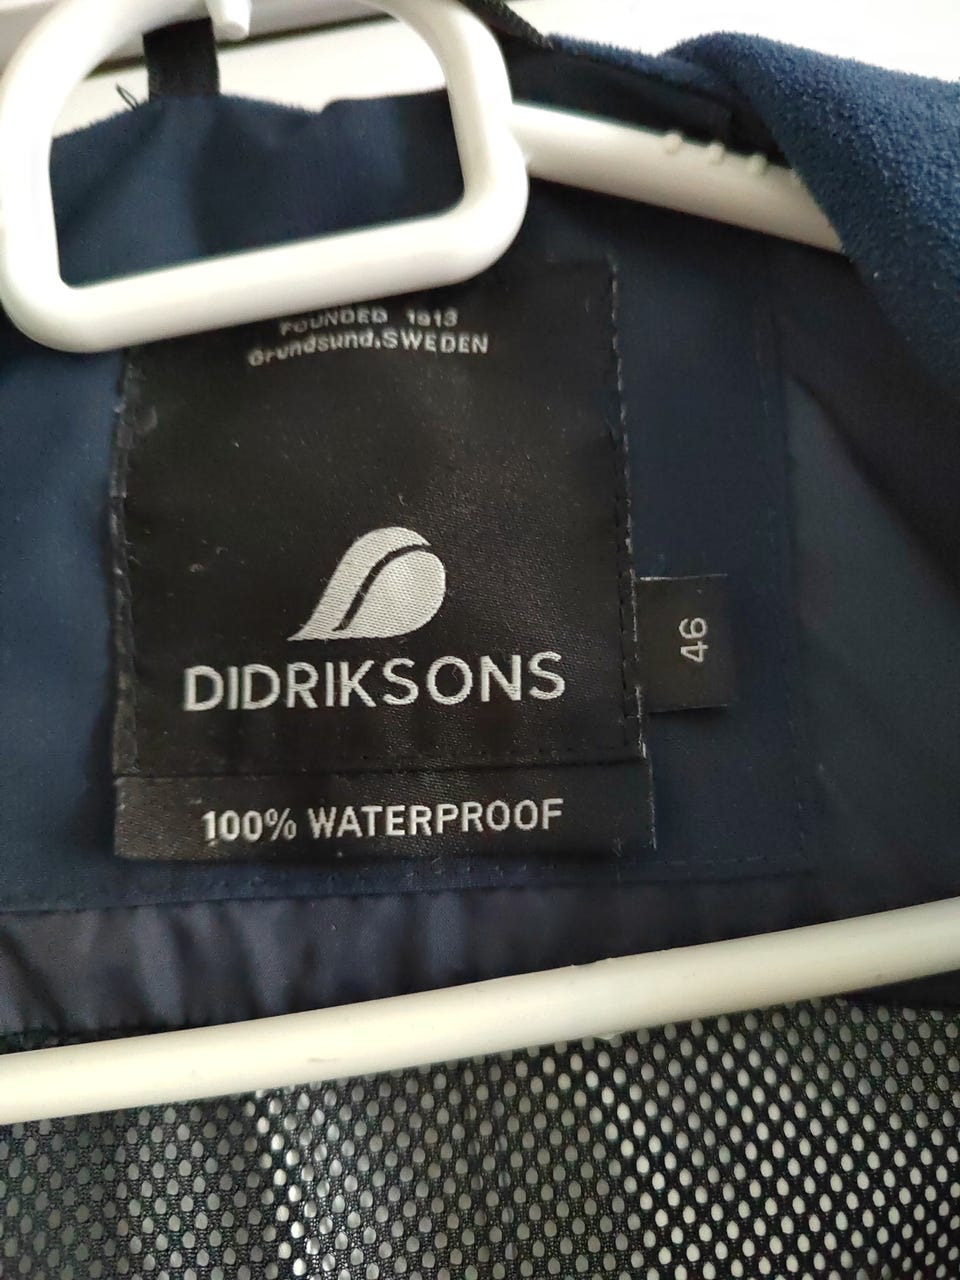 FOUNDED 1913
Grundsund,SWEDEN
DIDRIKSONS
46
100% WATERPROOF